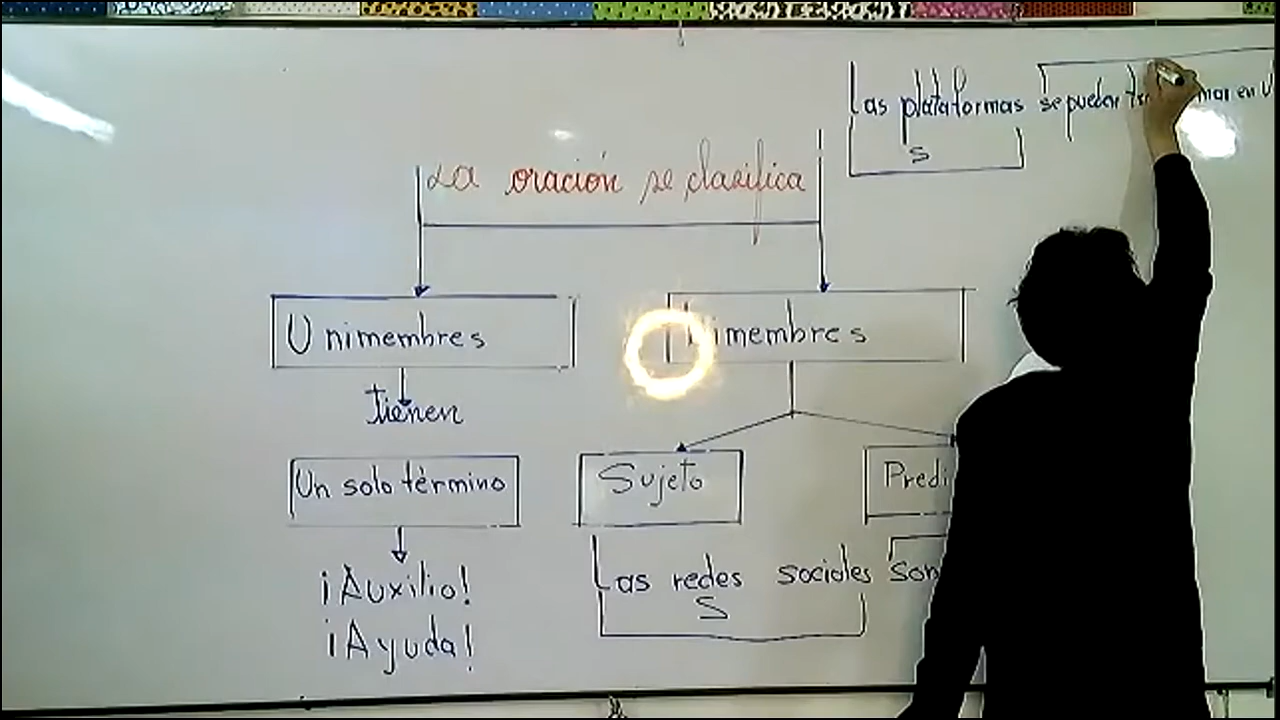 Las plataformas se pueden en
S
La oración se clasifica
Unimembres
imembres
tienen
Un solo término
Sujeto
Predi
¡Auxilio!
Las redes sociales son
S
¡Ayuda!